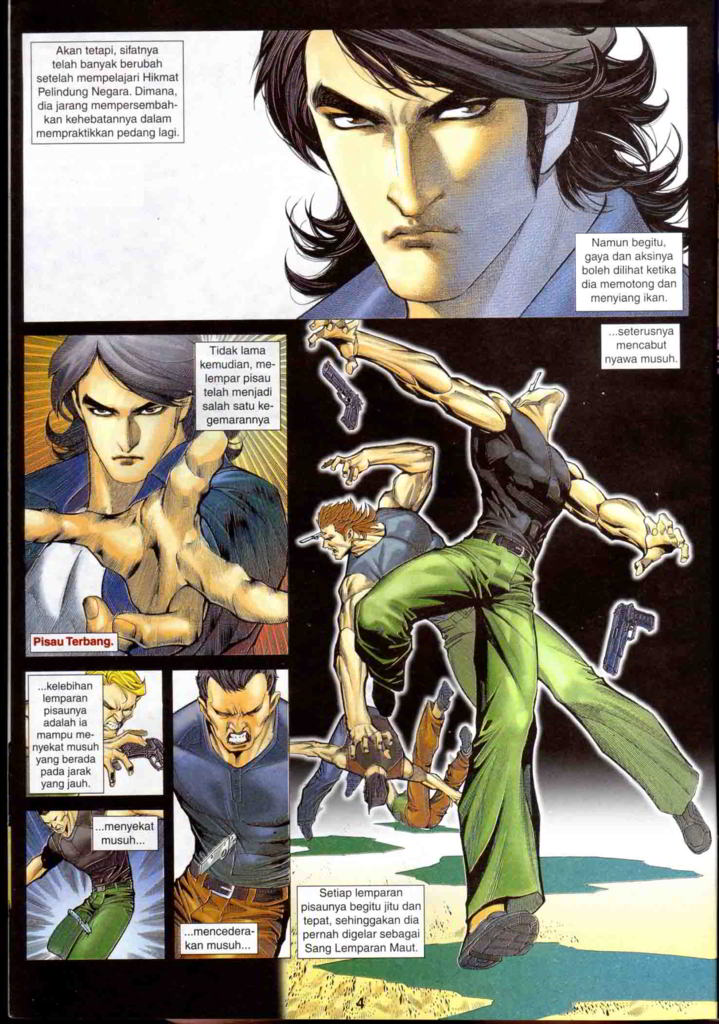 Akan tetapi, sifatnya
telah banyak berubah
setelah mempelajari Hikmat
Pelindung Negara. Dimana,
dia jarang mempersembah-
kan kehebatannya dalam
mempraktikkan pedang lagi.
Namun begitu,
gaya dan aksinya
boleh dilihat ketika
dia memotong dan
menyiang ikan.
Tidak lama
kemudian, me-
lempar pisau
telah menjadi
salah satu ke-
gemarannya
Pisau Terbang.
...seterusnya
mencabut
nyawa musuh.
...kelebihan
lemparan
pisaunya
adalah ia
mampu me-
nyekat musuh
yang berada
pada jarak
yang jauh.
...menyekat
musuh...
...mencedera-
kan musuh...
Setiap lemparan
pisaunya begitu jitu dan
tepat, sehinggakan dia
pernah digelar sebagai
Sang Lemparan Maut.
4